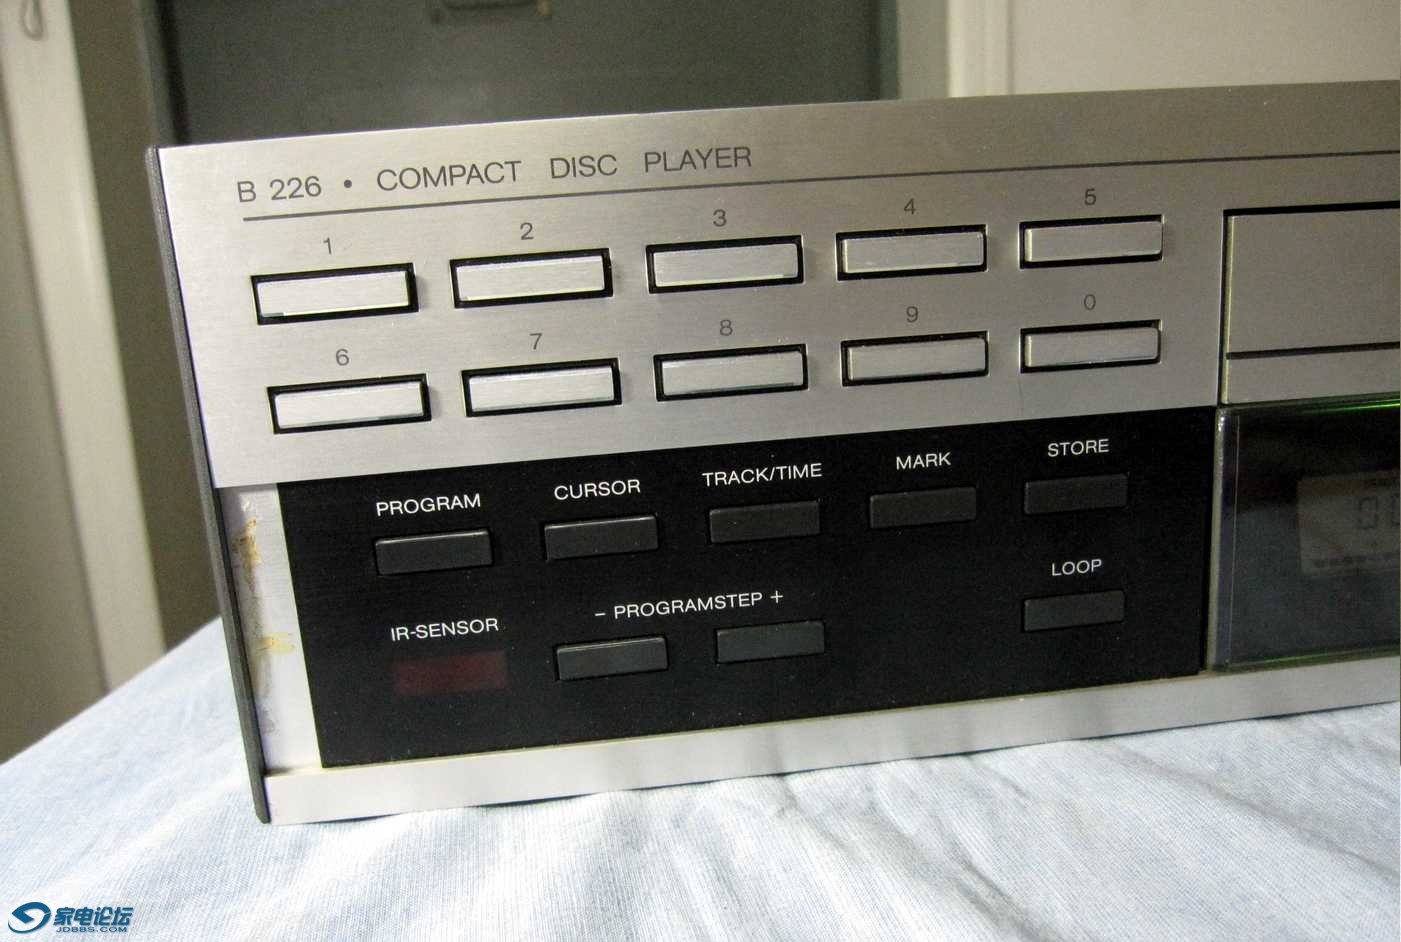 B 226 • COMPACT DISC PLAYER
1 2 3 4 5
6 7 8 9 0
PROGRAM CURSOR TRACK/TIME MARK STORE
IR-SENSOR – PROGRAMSTEP + LOOP
家电论坛
JDBBS.COM